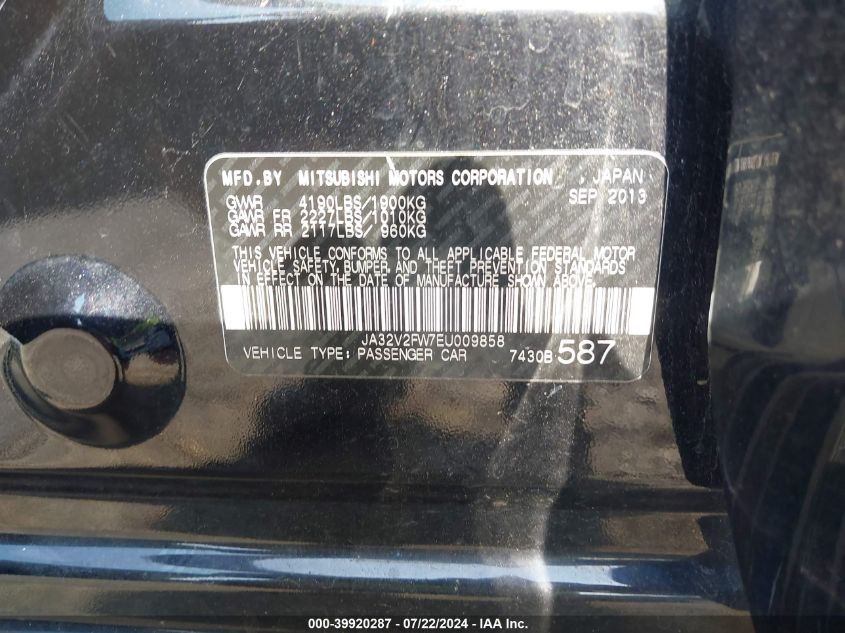 MFD.BY MITSUBISHI MOTORS CORPORATION , JAPAN
GVWR 4190LBS/1900KG SEP 2013
GAWR FR 2227LBS/1010KG
GAWR RR 2117LBS/ 960KG
THIS VEHICLE CONFORMS TO ALL APPLICABLE FEDERAL MOTOR
VEHICLE SAFETY, BUMPER, AND THEFT PREVENTION STANDARDS
IN EFFECT ON THE DATE OF MANUFACTURE SHOWN ABOVE.
JA32V2FW7EU009858
VEHICLE TYPE: PASSENGER CAR 7430B 587
000-39920287 - 07/22/2024 - IAA Inc.